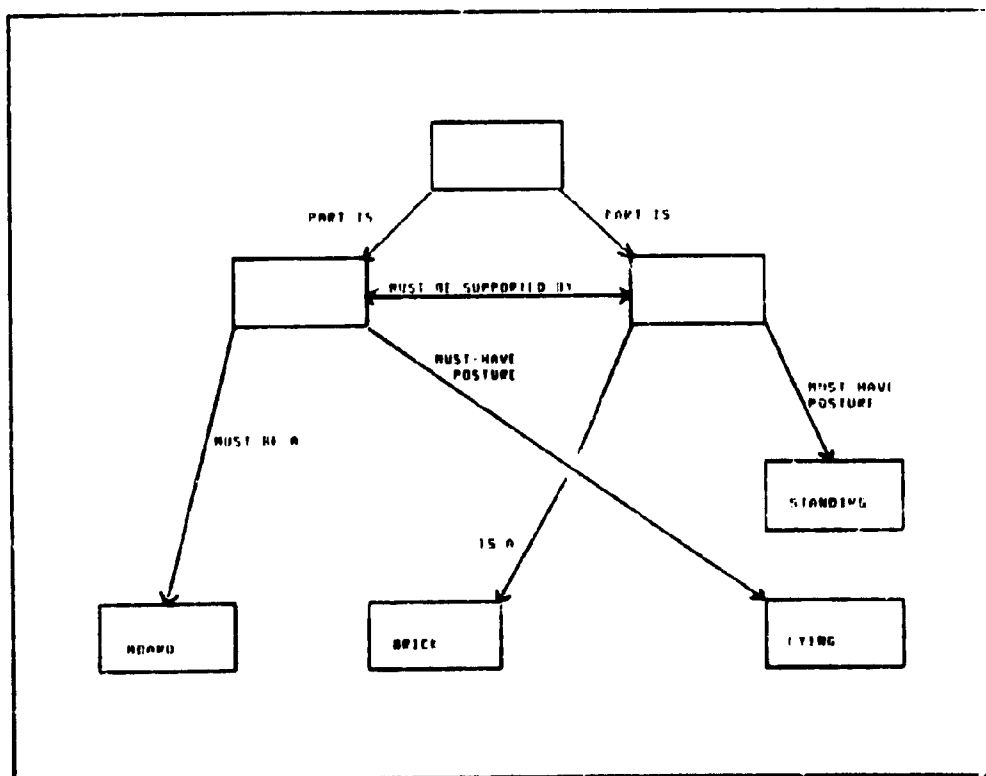 PART IS
PART IS
MUST BE SUPPORTED BY
MUST-HAVE
POSTURE
MUST HAVE
POSTURE
MUST BE A
STANDING
IS A
BOARD
BRICK
LYING